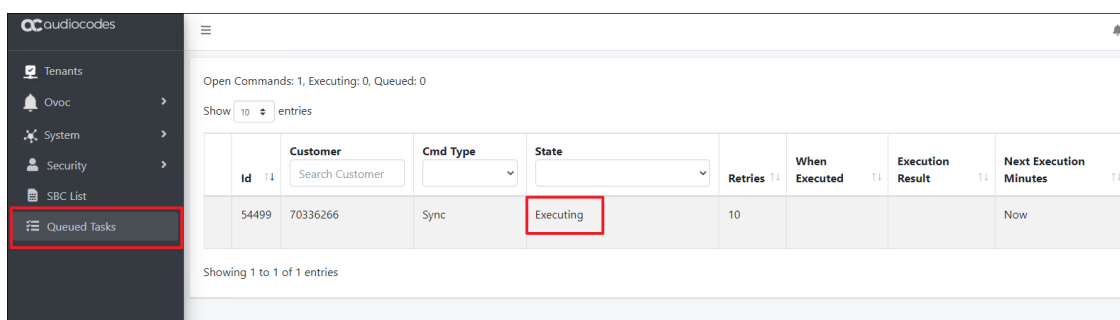 audiocodes
Tenants
Ovoc
System
Security
SBC List
Queued Tasks
Open Commands: 1, Executing: 0, Queued: 0
Show 10 entries
Id Customer Cmd Type State Retries When Executed Execution Result Next Execution Minutes
Search Customer
54499 70336266 Sync Executing 10 Now
Showing 1 to 1 of 1 entries